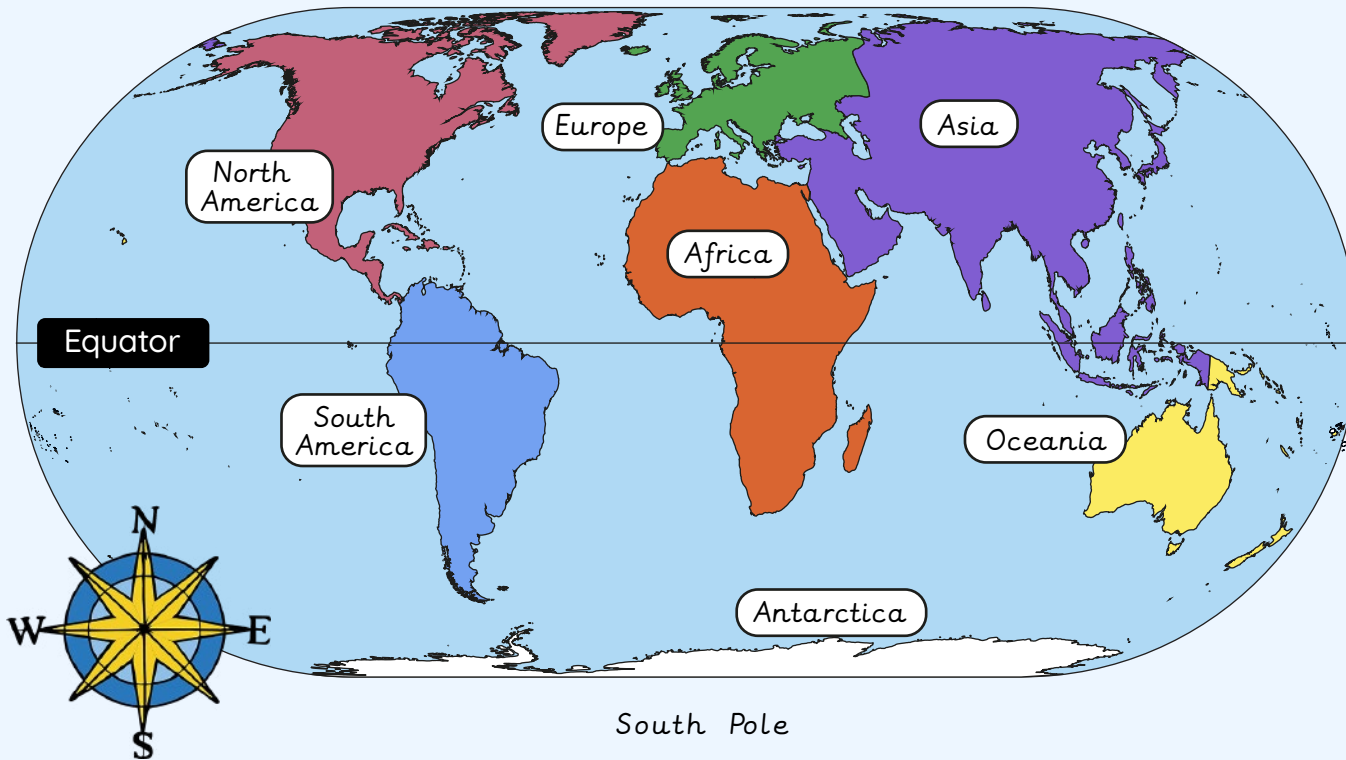 Europe
Asia
North
America
Africa
Equator
South
America
Oceania
N
W
E
S
Antarctica
South Pole